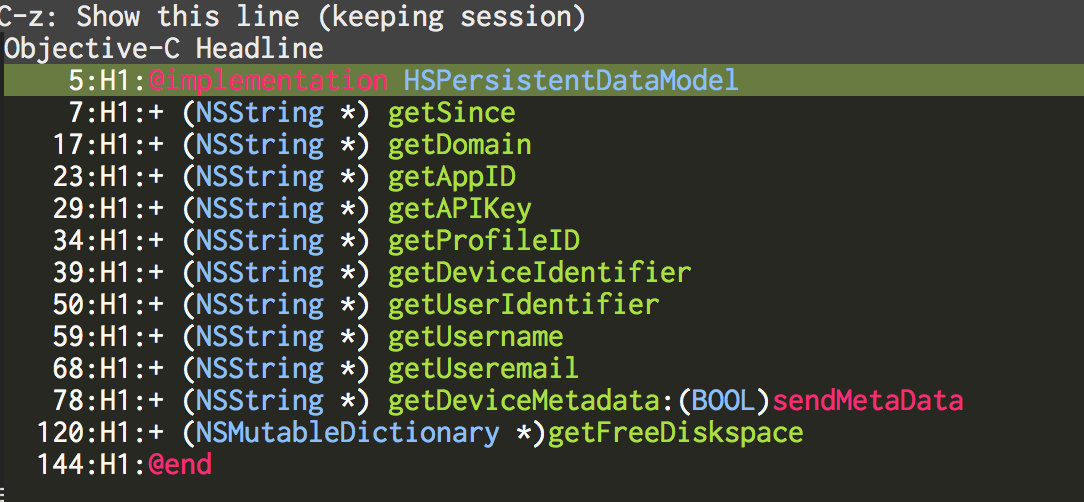 C-z: Show this line (keeping session)
Objective-C Headline
5:H1:@implementation HSPersistentDataModel
7:H1:+ (NSString *) getSince
17:H1:+ (NSString *) getDomain
23:H1:+ (NSString *) getAppID
29:H1:+ (NSString *) getAPIKey
34:H1:+ (NSString *) getProfileID
39:H1:+ (NSString *) getDeviceIdentifier
50:H1:+ (NSString *) getUserIdentifier
59:H1:+ (NSString *) getUsername
68:H1:+ (NSString *) getUseremail
78:H1:+ (NSString *) getDeviceMetadata:(BOOL)sendMetaData
120:H1:+ (NSMutableDictionary *)getFreeDiskspace
144:H1:@end